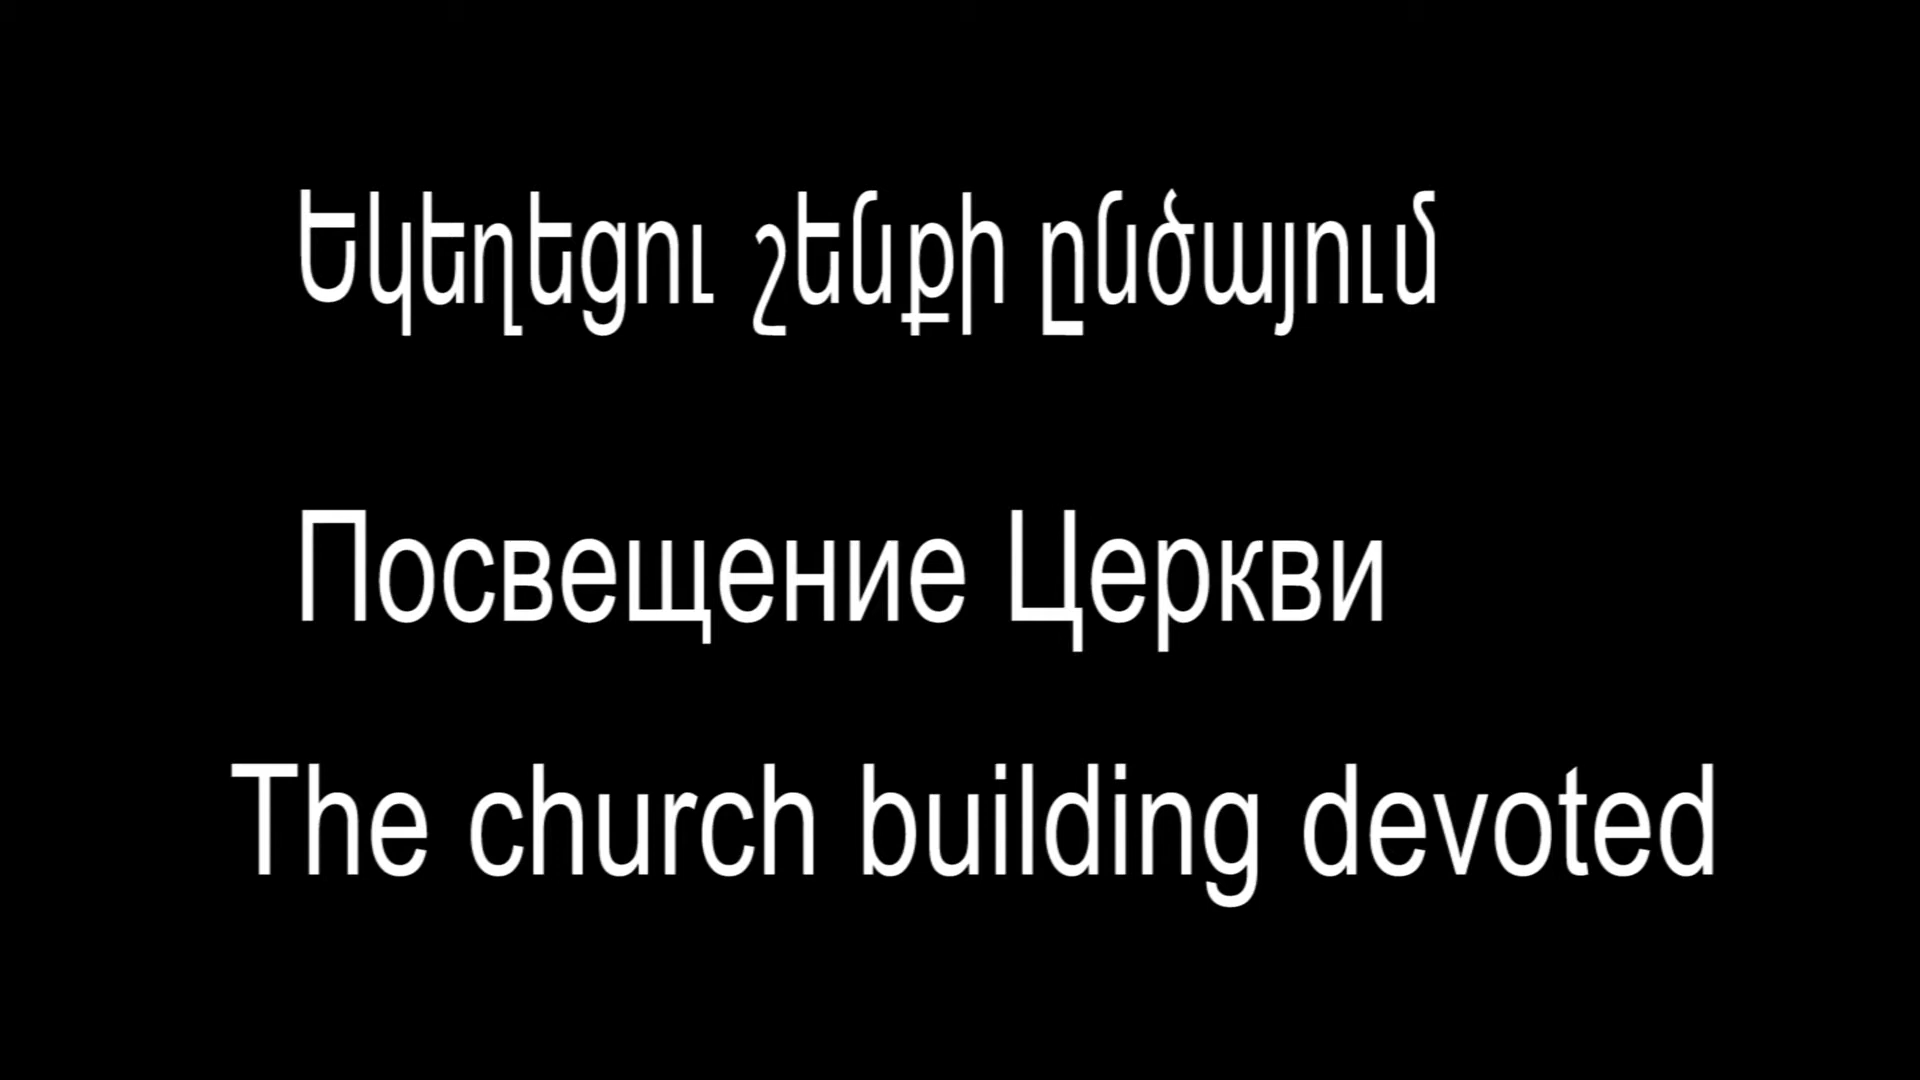 Եկեղեցու շենքի ընծայում
Посвещение Церкви
The church building devoted